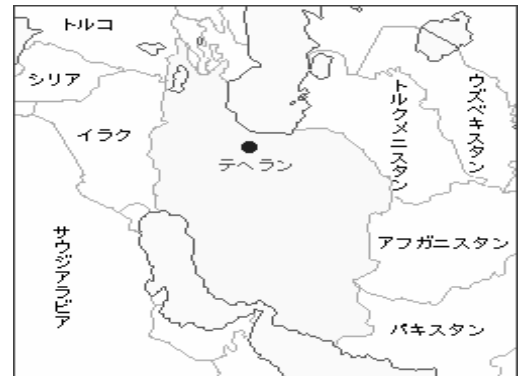 トルコ
シリア
イラク
テヘラン
サウジアラビア
トルクメニスタン
ウズベキスタン
アフガニスタン
パキスタン